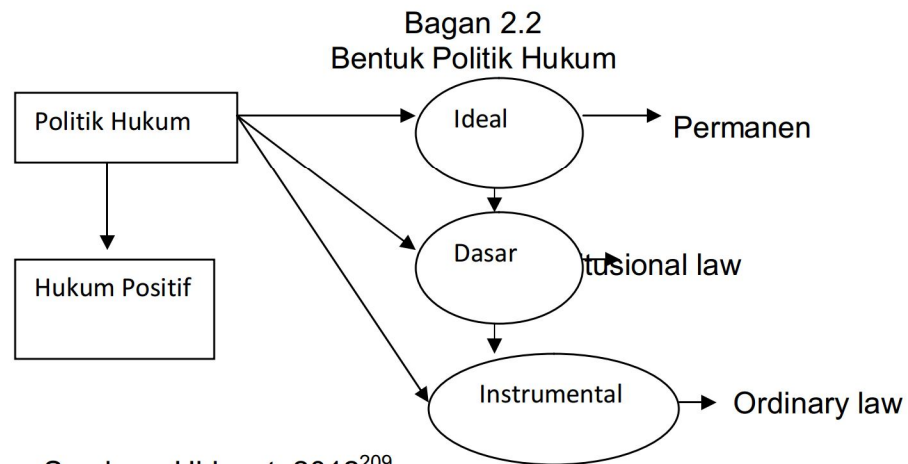 Bagan 2.2
Bentuk Politik Hukum
Politik Hukum
Ideal
Permanen
Dasar
tusional law
Hukum Positif
Instrumental
Ordinary law